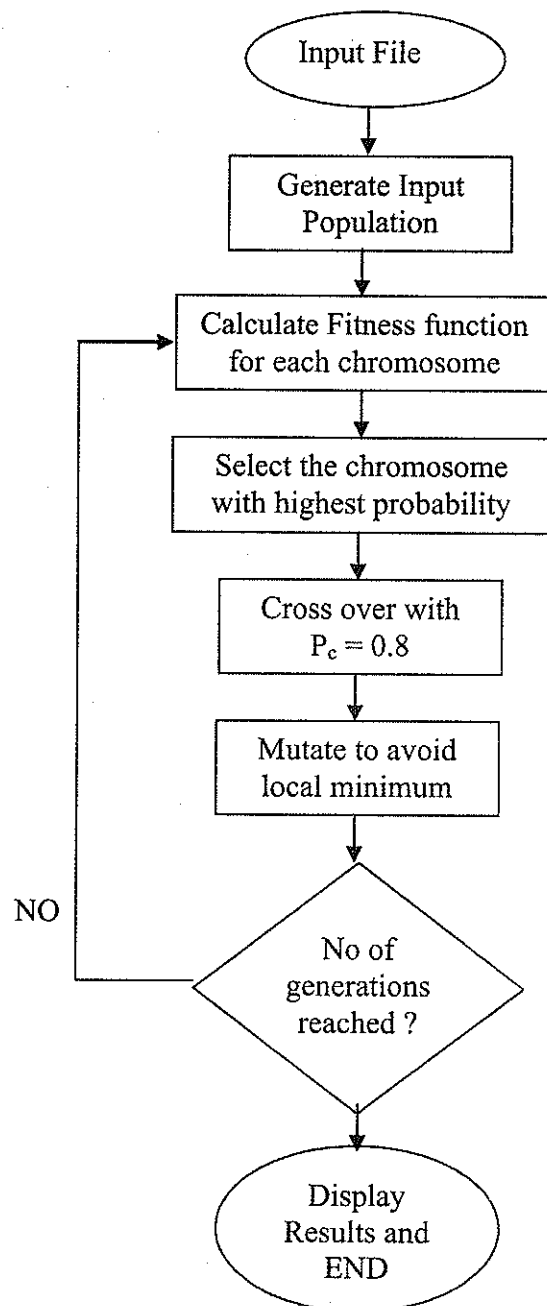 Input File
Generate Input
Population
Calculate Fitness function
for each chromosome
Select the chromosome
with highest probability
Cross over with
Pc = 0.8
Mutate to avoid
local minimum
NO
No of
generations
reached ?
Display
Results and
END